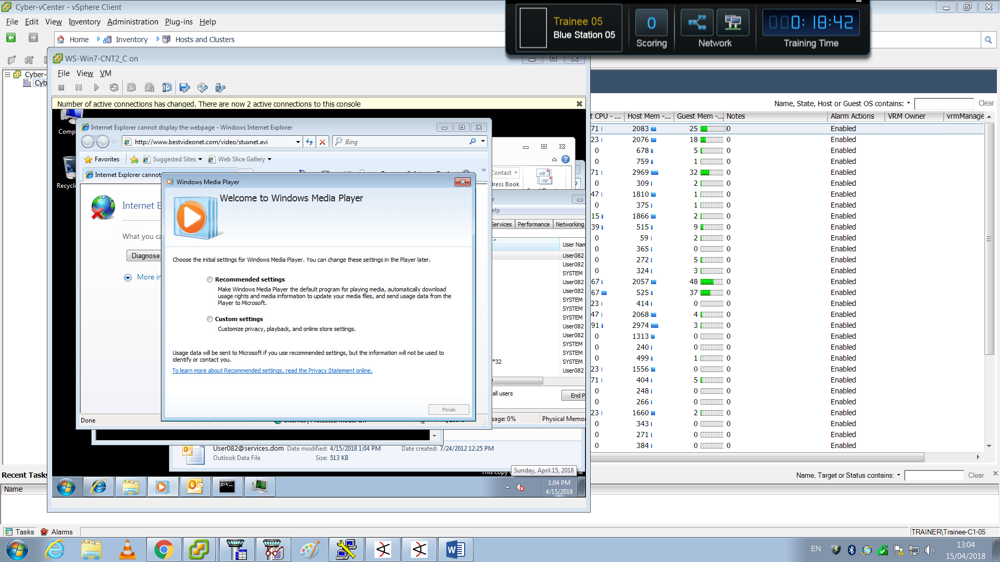 Cyber-vCenter - vSphere Client
File Edit View Inventory Administration Plug-ins Help
Home Inventory Hosts and Clusters
Trainee 05
Blue Station 05
0
Scoring
Network
000:18:42
Training Time
Cyber-
Cyb
WS-Win7-CNT2_C on
File View VM
Number of active connections has changed. There are now 2 active connections to this console
Comp
Recycle
Internet Explorer cannot display the webpage - Windows Internet Explorer
http://www.bestvideonet.com/video/stuxnet.avi
Bing
Favorites Suggested Sites Web Slice Gallery
Internet Explorer cannot
Internet E
What you ca
Diagnose
More in
Done
Windows Media Player
Welcome to Windows Media Player
Choose the initial settings for Windows Media Player. You can change these settings in the Player later.
Recommended settings
Make Windows Media Player the default program for playing media, automatically download
usage rights and media information to update your media files, and send usage data from the
Player to Microsoft.
Custom settings
Customize privacy, playback, and online store settings.
Usage data will be sent to Microsoft if you use recommended settings, but the information will not be used to
identify or contact you.
To learn more about Recommended settings, read the Privacy Statement online.
Finish
Contact
ress Book
elp
Services Performance Networking
User Nam
User082
User082
SYSTEM
User082
User082
SYSTEM
SYSTEM
SYSTEM
User082
User082
SYSTEM
SYSTEM
*32 SYSTEM
User082
all users
End P
sage: 0% Physical Memor
User082@services.dom Date modified: 4/15/2018 1:04 PM Date created: 7/24/2012 12:25 PM
Outlook Data File Size: 513 KB
Sunday, April 15, 2018
1:04 PM
4/15/2018
Name, State, Host or Guest OS contains: Clear
t CPU - ... Host Mem -... Guest Mem -... Notes Alarm Actions VRM Owner vrmManage
71 2083 25 0 Enabled
23 2076 18 0 Enabled
0 678 5 0 Enabled
0 759 1 0 Enabled
71 2969 32 0 Enabled
0 309 2 0 Enabled
47 1810 1 0 Enabled
0 375 1 0 Enabled
15 1866 2 0 Enabled
39 515 9 0 Enabled
0 59 2 0 Enabled
0 365 0 0 Enabled
0 272 5 0 Enabled
0 324 3 0 Enabled
67 2057 48 0 Enabled
67 525 37 0 Enabled
23 414 0 0 Enabled
47 2068 4 0 Enabled
91 2974 3 0 Enabled
0 1313 0 0 Enabled
0 240 0 0 Enabled
0 499 1 0 Enabled
23 1556 0 0 Enabled
71 404 5 0 Enabled
0 248 0 0 Enabled
0 266 0 0 Enabled
23 1660 2 0 Enabled
0 343 0 0 Enabled
0 271 0 0 Enabled
0 384 0 0 Enabled
Recent Tasks
Name, Target or Status contains: Clear
Name
Tasks Alarms
TRAINER\Trainee-C1-05
EN
13:04
15/04/2018